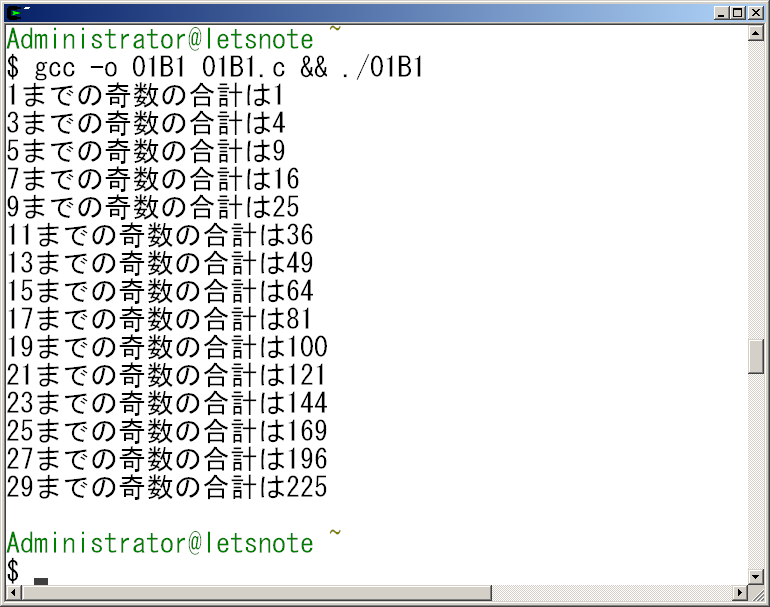 Administrator@letsnote ~
$ gcc -o 01B1 01B1.c && ./01B1
1までの奇数の合計は1
3までの奇数の合計は4
5までの奇数の合計は9
7までの奇数の合計は16
9までの奇数の合計は25
11までの奇数の合計は36
13までの奇数の合計は49
15までの奇数の合計は64
17までの奇数の合計は81
19までの奇数の合計は100
21までの奇数の合計は121
23までの奇数の合計は144
25までの奇数の合計は169
27までの奇数の合計は196
29までの奇数の合計は225
Administrator@letsnote ~
$